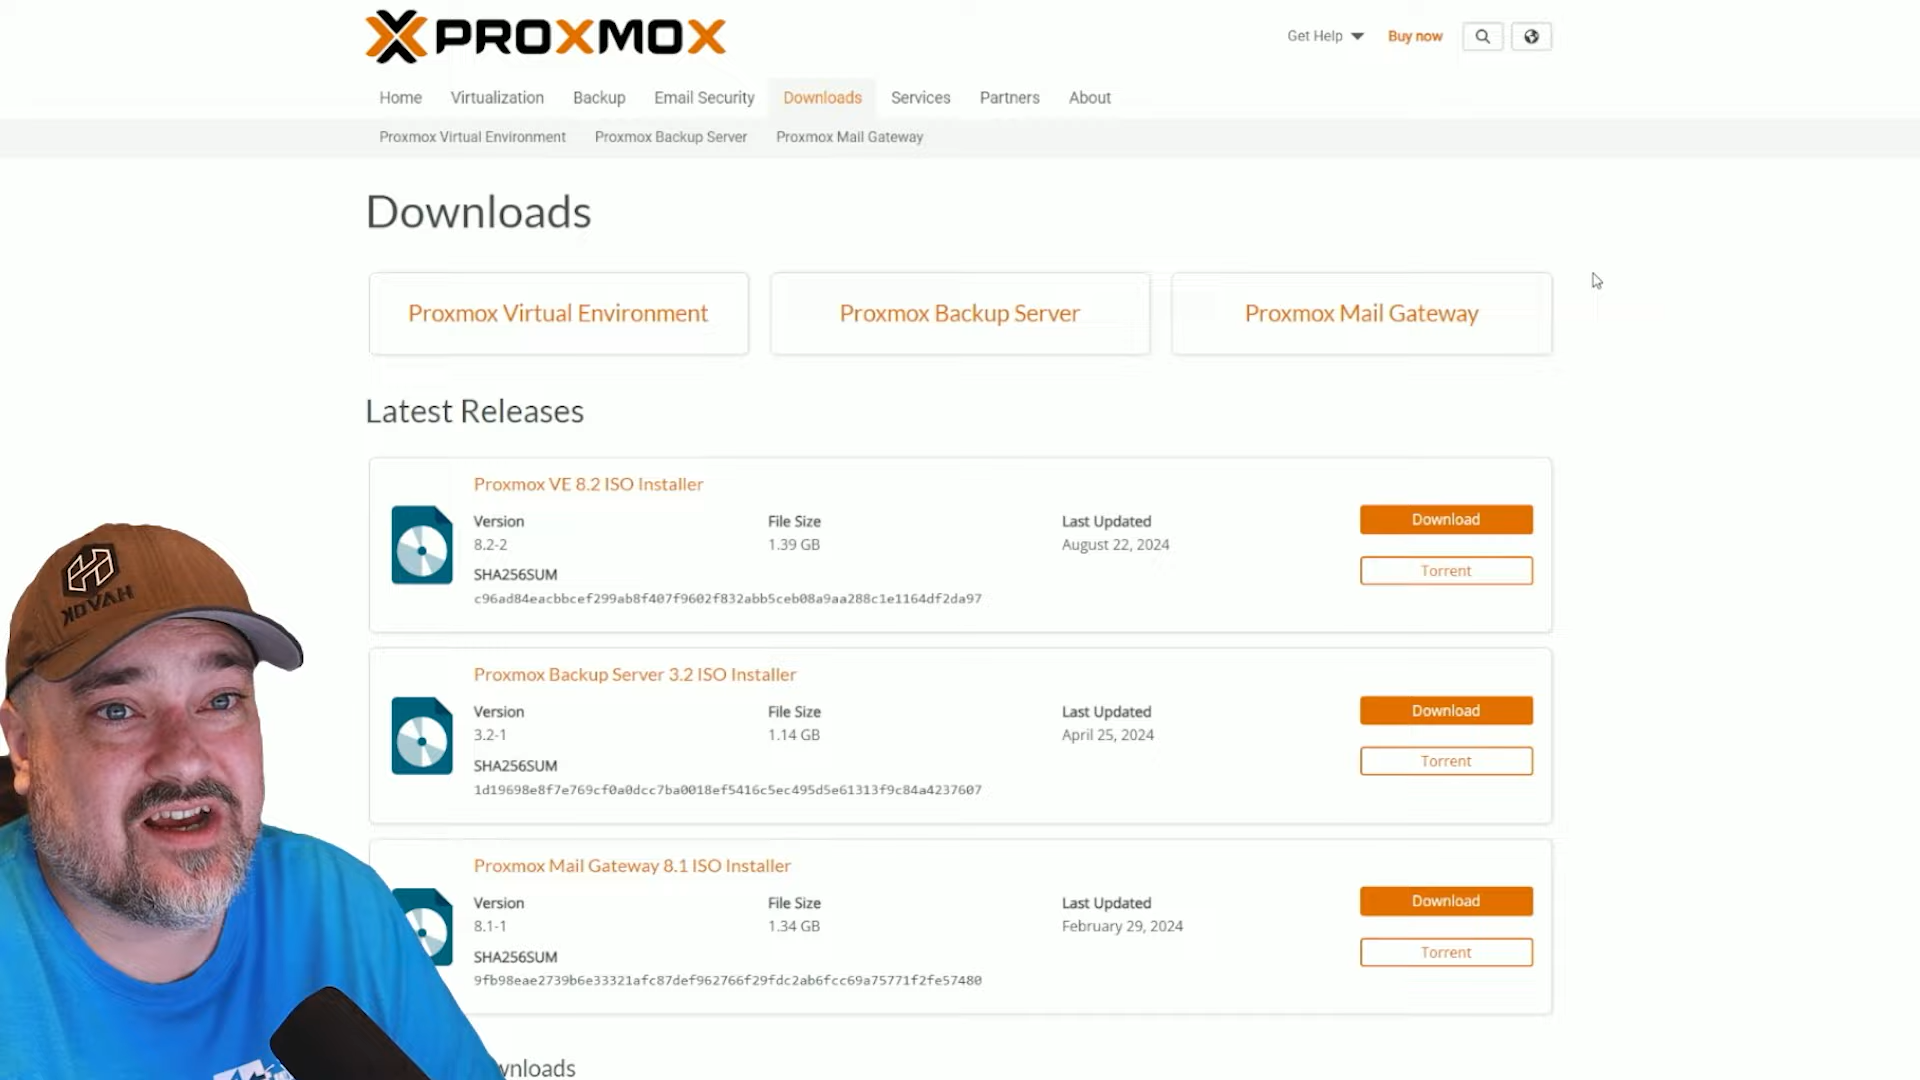 PROXMOX
Get Help
Buy now
Home Virtualization Backup Email Security Downloads Services Partners About
Proxmox Virtual Environment Proxmox Backup Server Proxmox Mail Gateway
Downloads
Proxmox Virtual Environment
Proxmox Backup Server
Proxmox Mail Gateway
Latest Releases
Proxmox VE 8.2 ISO Installer
Version File Size Last Updated
8.2-2 1.39 GB August 22, 2024
SHA256SUM
c96ad84eacbbcef299ab8f407f9602f832abb5ceb08a9aa288c1e1164df2da97
Download
Torrent
Proxmox Backup Server 3.2 ISO Installer
Version File Size Last Updated
3.2-1 1.14 GB April 25, 2024
SHA256SUM
1d19698e8f7e769cf0a0dcc7ba0018ef5416c5ec495d5e61313f9c84a4237607
Download
Torrent
Proxmox Mail Gateway 8.1 ISO Installer
Version File Size Last Updated
8.1-1 1.34 GB February 29, 2024
SHA256SUM
9fb98eae2739b6e33321afc87def962766f29fdc2ab6fcc69a75771f2fe57480
Download
Torrent
wnloads
HAVOK